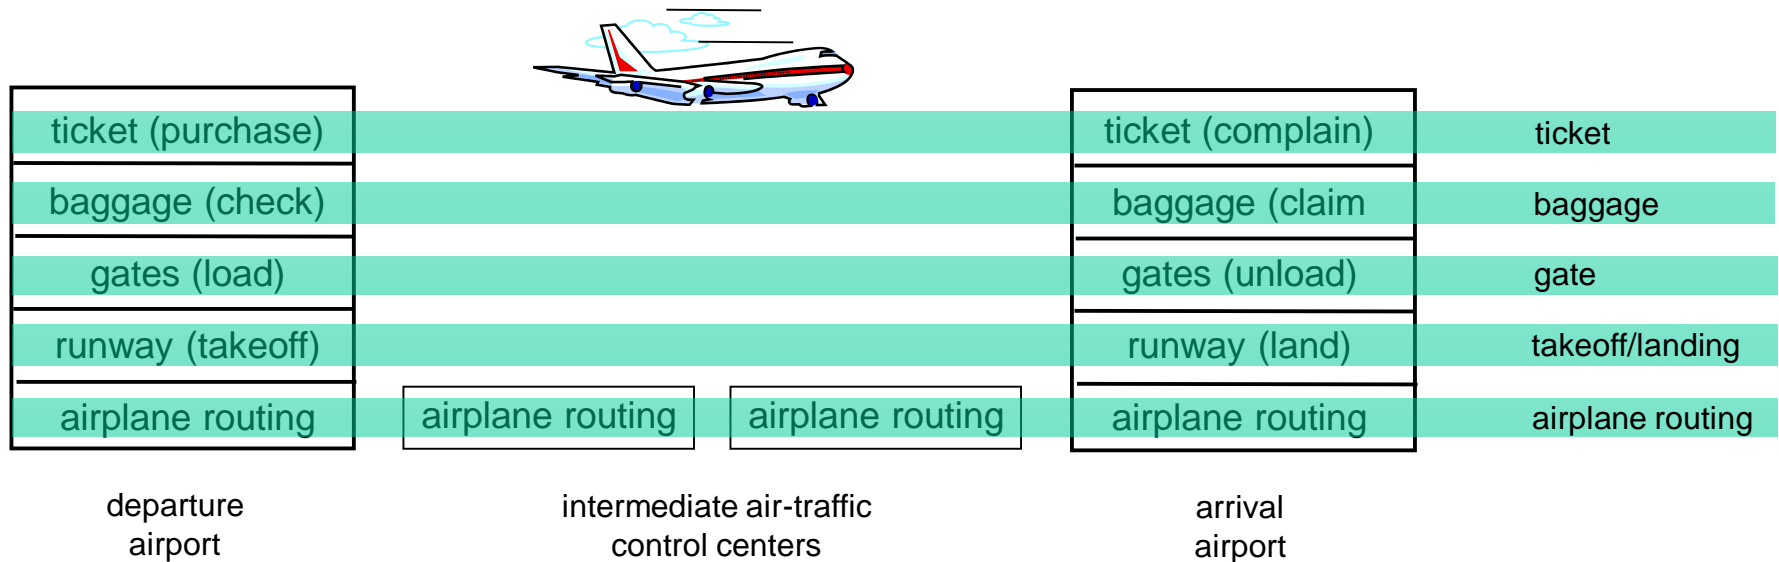 ticket (purchase) ticket (complain) ticket
baggage (check) baggage (claim baggage
gates (load) gates (unload) gate
runway (takeoff) runway (land) takeoff/landing
airplane routing airplane routing airplane routing airplane routing airplane routing
departure
airport
intermediate air-traffic
control centers
arrival
airport